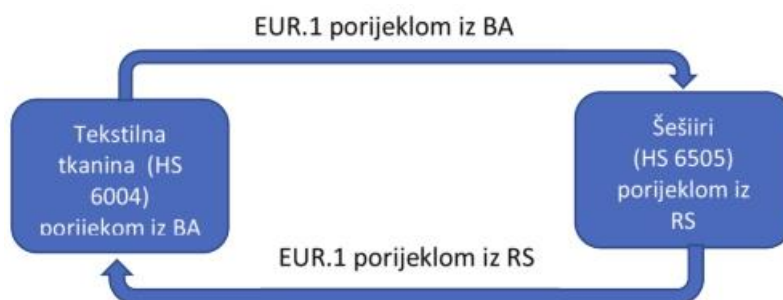 EUR.1 porijeklom iz BA
Tekstilna
tkanina (HS
6004)
porijekom iz BA
Šešiiri
(HS 6505)
porijeklom iz
RS
EUR.1 porijeklom iz RS